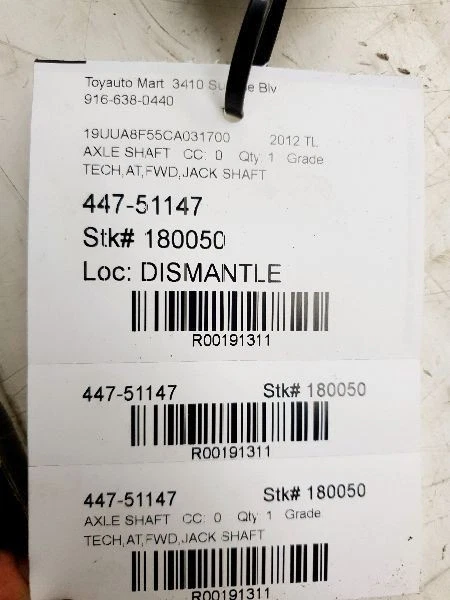 Toyauto Mart 3410 Blv
916-638-0440
19UUA8F55CA031700 2012 TL
AXLE SHAFT CC: 0 Qty: 1 Grade
TECH,AT,FWD,JACK SHAFT
447-51147
Stk# 180050
Loc: DISMANTLE
R00191311
447-51147 Stk# 180050
R00191311
447-51147 Stk# 180050
AXLE SHAFT CC: 0 Qty: 1 Grade
TECH,AT,FWD,JACK SHAFT
R00191311